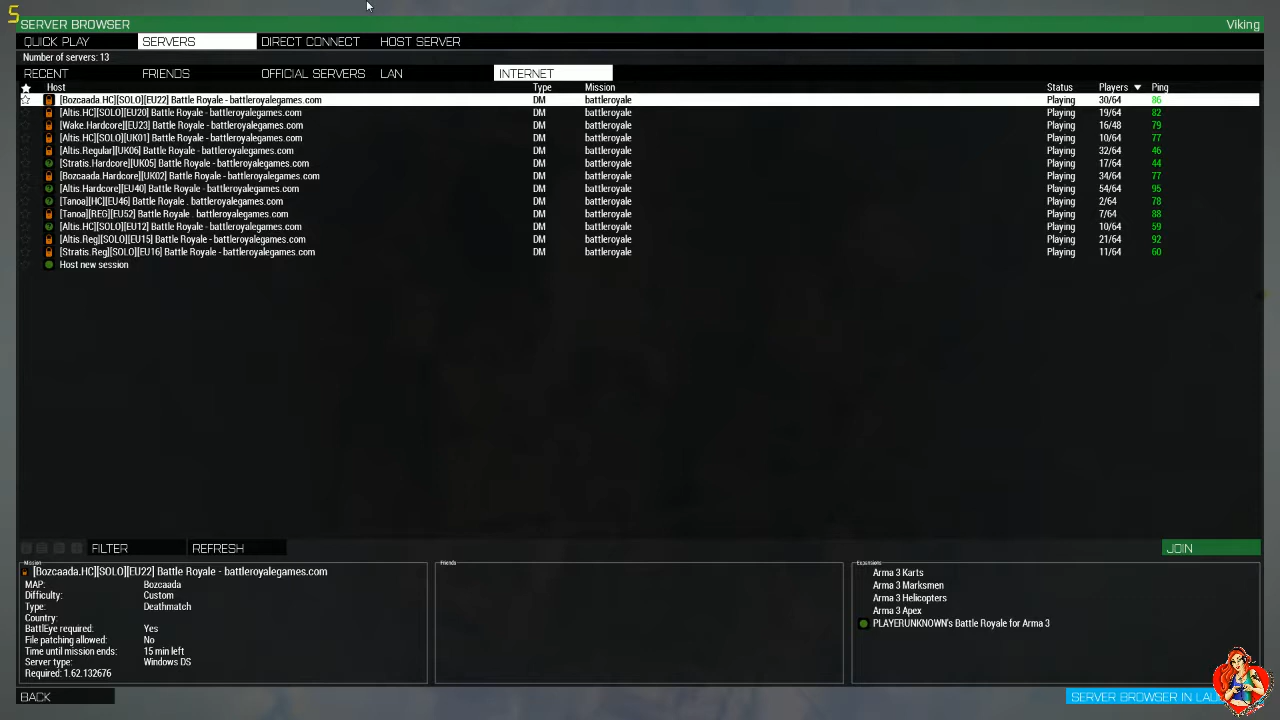 5
SERVER BROWSER Viking
QUICK PLAY SERVERS DIRECT CONNECT HOST SERVER
Number of servers: 13
RECENT FRIENDS OFFICIAL SERVERS LAN INTERNET
Host Type Mission Status Players Ping
[Bozcaada.HC][SOLO][EU22] Battle Royale - battleroyalegames.com DM battleroyale Playing 30/64 86
[Altis.HC][SOLO][EU20] Battle Royale - battleroyalegames.com DM battleroyale Playing 19/64 82
[Wake.Hardcore][EU23] Battle Royale - battleroyalegames.com DM battleroyale Playing 16/48 79
[Altis.HC][SOLO][UK01] Battle Royale - battleroyalegames.com DM battleroyale Playing 10/64 77
[Altis.Regular][UK06] Battle Royale - battleroyalegames.com DM battleroyale Playing 32/64 46
[Stratis.Hardcore][UK05] Battle Royale - battleroyalegames.com DM battleroyale Playing 17/64 44
[Bozcaada.Hardcore][UK02] Battle Royale - battleroyalegames.com DM battleroyale Playing 34/64 77
[Altis.Hardcore][EU40] Battle Royale - battleroyalegames.com DM battleroyale Playing 54/64 95
[Tanoa][HC][EU46] Battle Royale . battleroyalegames.com DM battleroyale Playing 2/64 78
[Tanoa][REG][EU52] Battle Royale . battleroyalegames.com DM battleroyale Playing 7/64 88
[Altis.HC][SOLO][EU12] Battle Royale - battleroyalegames.com DM battleroyale Playing 10/64 59
[Altis.Reg][SOLO][EU15] Battle Royale - battleroyalegames.com DM battleroyale Playing 21/64 92
[Stratis.Reg][SOLO][EU16] Battle Royale - battleroyalegames.com DM battleroyale Playing 11/64 60
Host new session
FILTER REFRESH JOIN
Mission
[Bozcaada.HC][SOLO][EU22] Battle Royale - battleroyalegames.com
MAP: Bozcaada
Difficulty: Custom
Type: Deathmatch
Country:
BattlEye required: Yes
File patching allowed: No
Time until mission ends: 15 min left
Server type: Windows DS
Required: 1.62.132676
Friends
Expansions
Arma 3 Karts
Arma 3 Marksmen
Arma 3 Helicopters
Arma 3 Apex
PLAYERUNKNOWN's Battle Royale for Arma 3
BACK SERVER BROWSER IN